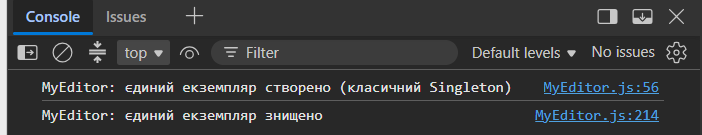 Console Issues
top Filter Default levels No issues
MyEditor: єдиний екземпляр створено (класичний Singleton) MyEditor.js:56
MyEditor: єдиний екземпляр знищено MyEditor.js:214